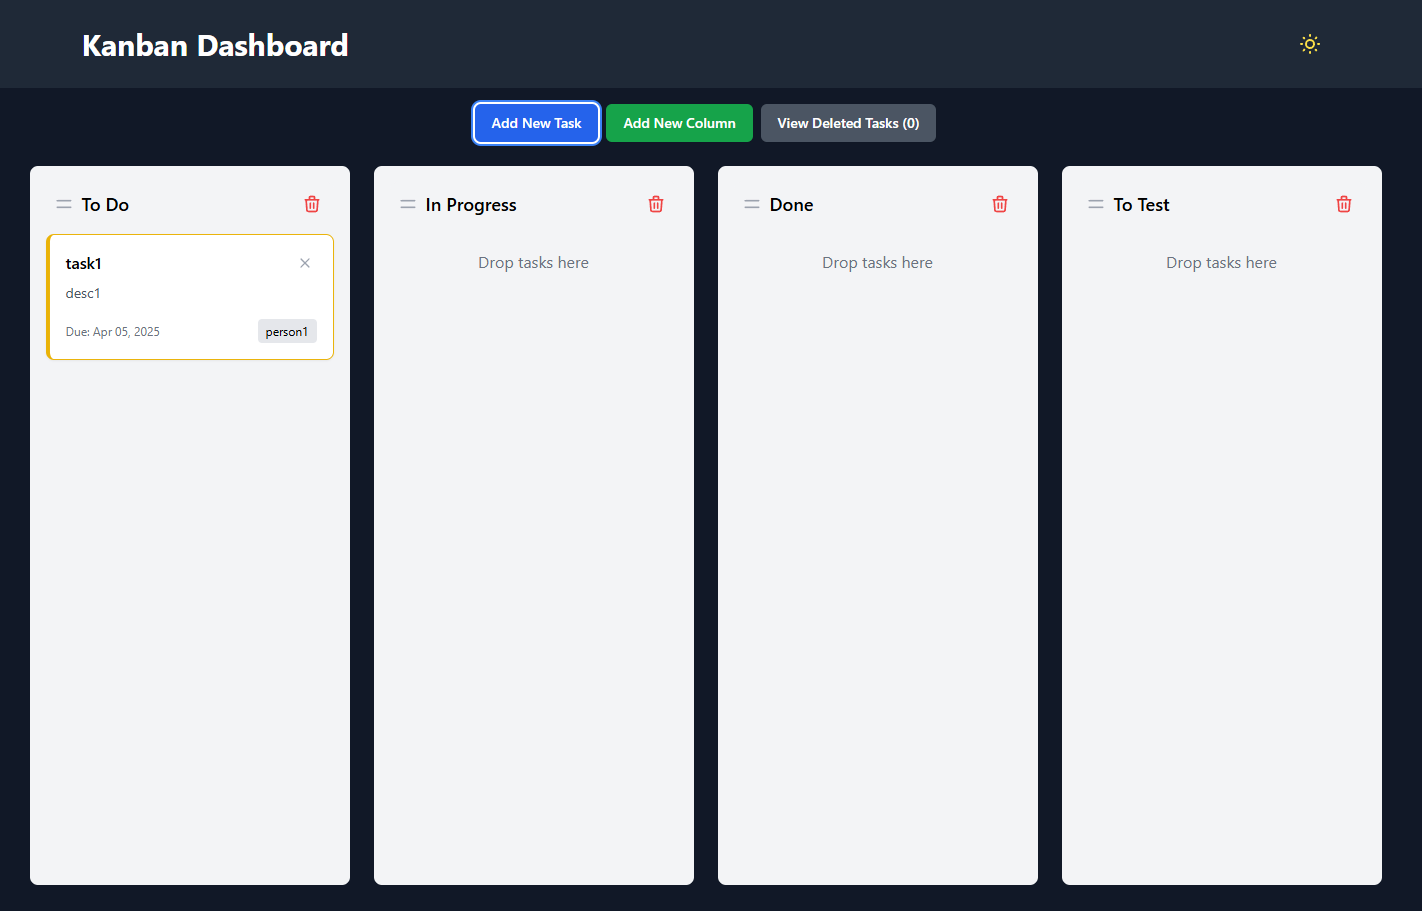 Kanban Dashboard
Add New Task
Add New Column
View Deleted Tasks (0)
To Do
task1
desc1
Due: Apr 05, 2025
person1
In Progress
Drop tasks here
Done
Drop tasks here
To Test
Drop tasks here